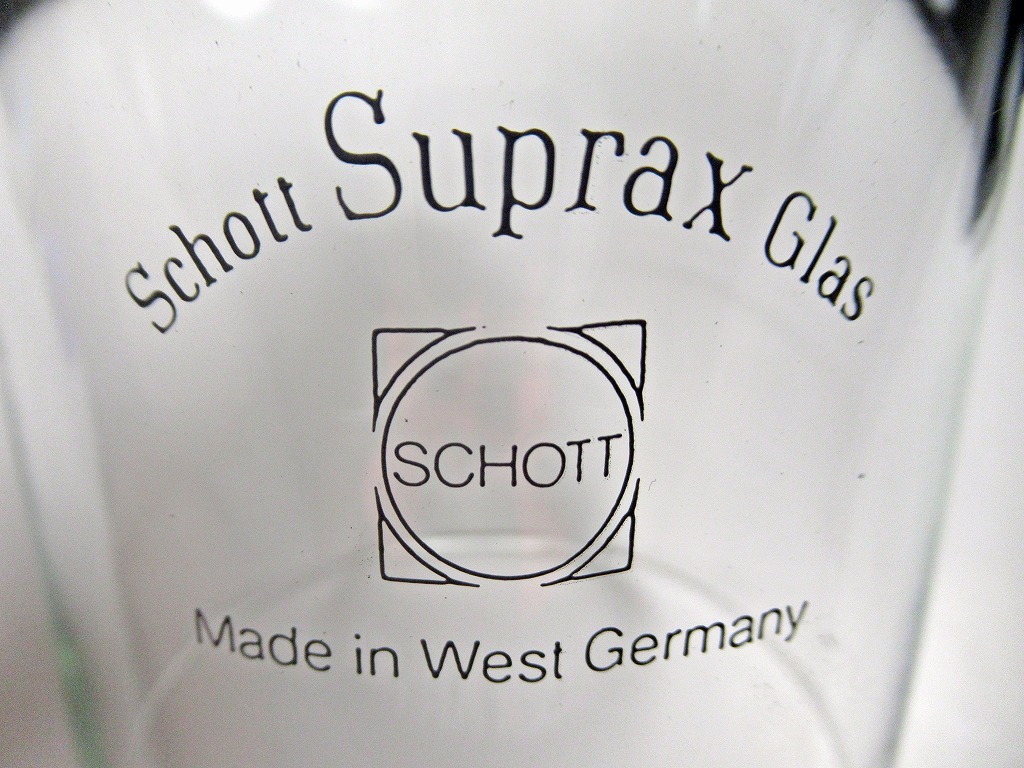 Schott Suprax Glas
SCHOTT
Made in West Germany